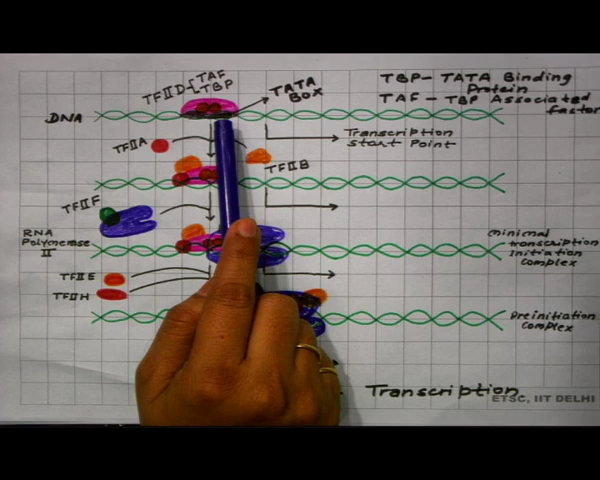 TFIID-[TAF
TBP
TATA
BOX
TBP- TATA Binding
Protein
TAF - TBP Associated
factor
DNA
TFIIA
Transcription
start Point
TFIIB
TFIIF
RNA
Polymerase
II
minimal
transcription
Initiation
complex
TFIIE
TFIIH
Preinitiation
complex
Transcription
ETSC, IIT DELHI